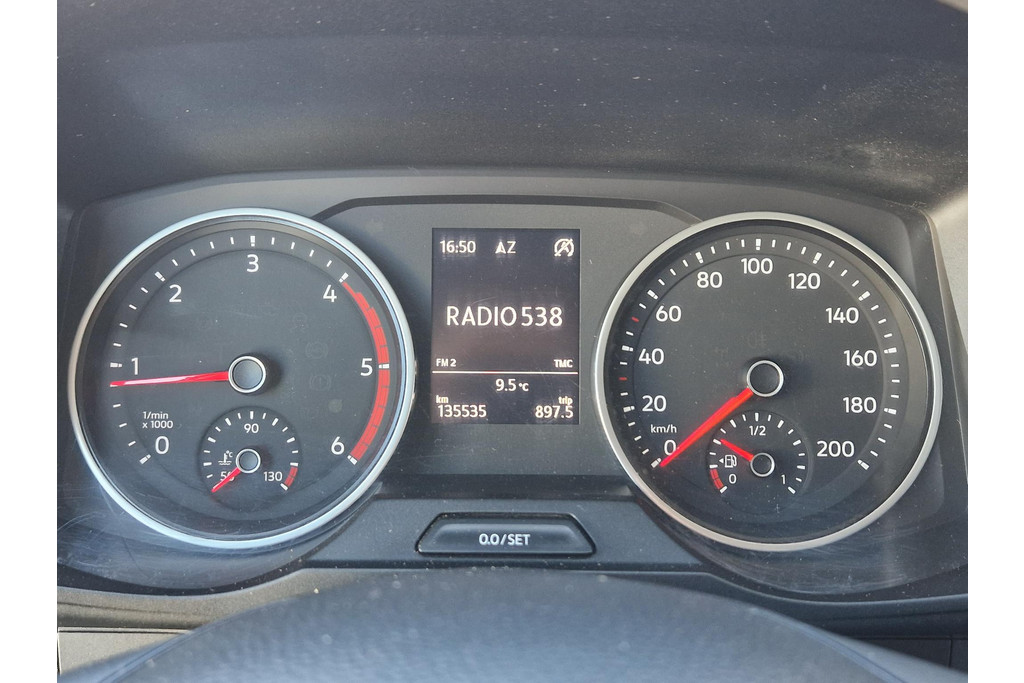 0
1
2
3
4
5
6
1/min
x 1000
50
90
130
°C
16:50 AZ
RADIO 538
FM 2 TMC
9.5 °C
km trip
135535 897.5
0.0/SET
0
20
40
60
80
100
120
140
160
180
200
km/h
0
1/2
1